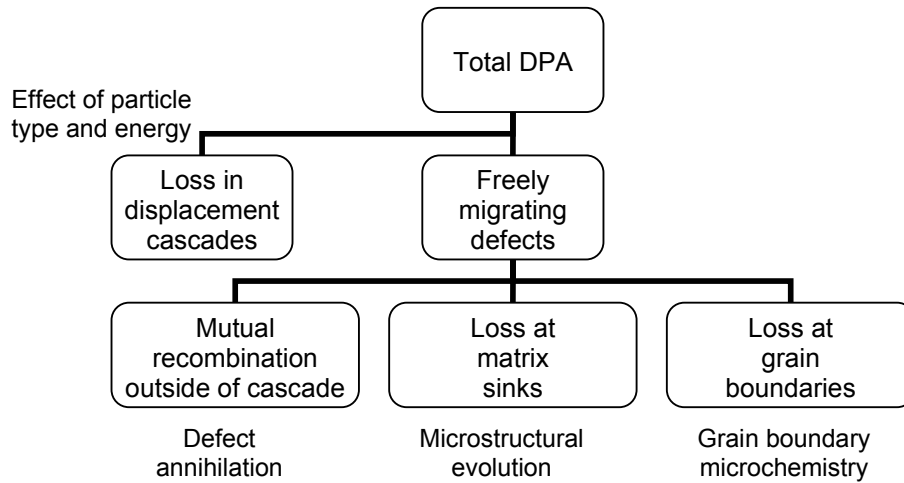 Total DPA
Effect of particle
type and energy
Loss in
displacement
cascades
Freely
migrating
defects
Mutual
recombination
outside of cascade
Loss at
matrix
sinks
Loss at
grain
boundaries
Defect
annihilation
Microstructural
evolution
Grain boundary
microchemistry